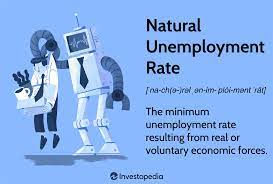 Natural
Unemployment
Rate
[ˈna-ch(ə-)rəl ˌən-im-ˈplȯi-mənt ˈrāt]
The minimum
unemployment rate
resulting from real or
voluntary economic forces.
Investopedia